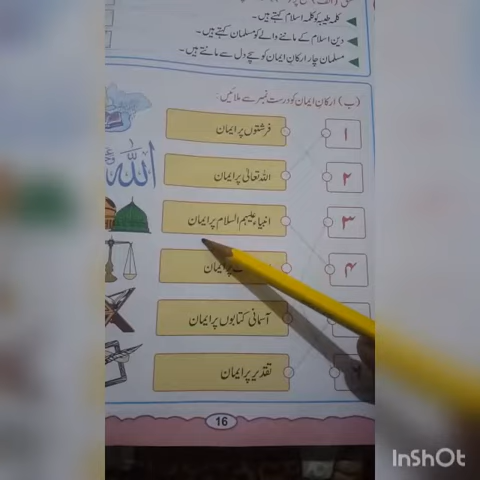 کلمہ طیبہ کو کلمہ اسلام کہتے ہیں۔
دین اسلام کے ماننے والے کو مسلمان کہتے ہیں۔
مسلمان چار ارکانِ ایمان کو سچے دل سے مانتے ہیں۔
(ب) ارکانِ ایمان کو درست نمبر سے ملائیں:
فرشتوں پر ایمان
۱
اللہ تعالیٰ پر ایمان
۲
اللہ
انبیاء علیہم السلام پر ایمان
۳
پر ایمان
۴
آسمانی کتابوں پر ایمان
تقدیر پر ایمان
16
InShOt